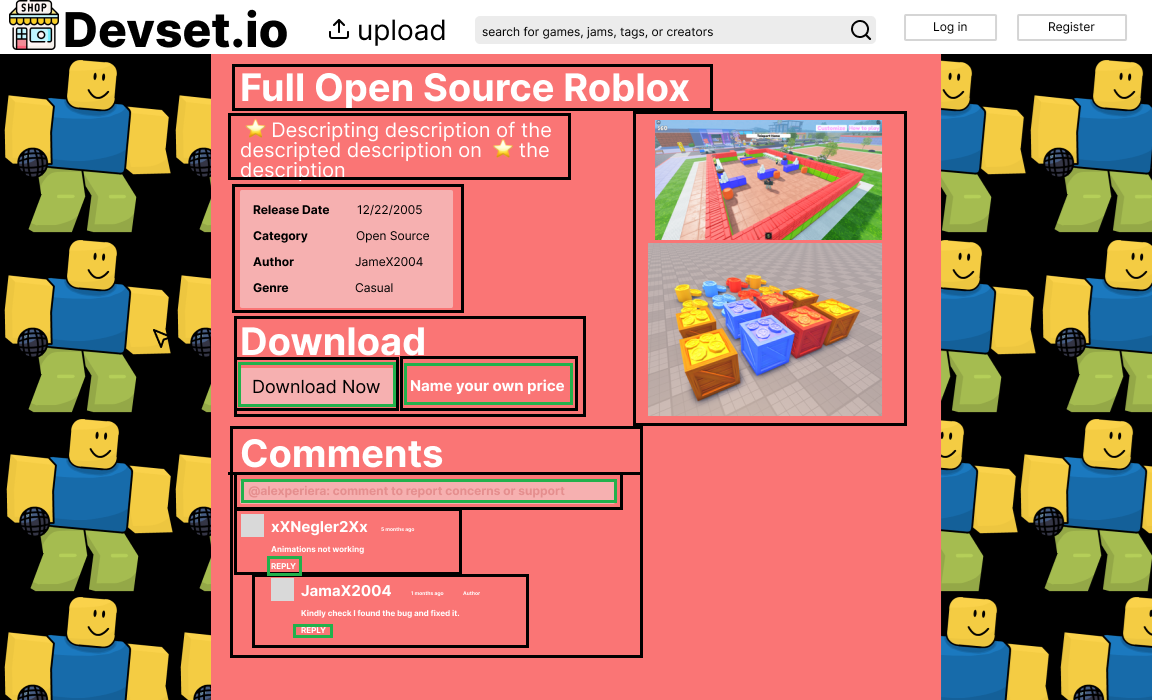 SHOP
Devset.io
upload
search for games, jams, tags, or creators
Log in
Register
Full Open Source Roblox
⭐ Descripting description of the
descripted description on ⭐ the
description
Release Date 12/22/2005
Category Open Source
Author JameX2004
Genre Casual
Download
Download Now
Name your own price
Customize
How to play
Comments
@alexperiera: comment to report concerns or support
xXNegler2Xx 5 months ago
Animations not working
REPLY
JamaX2004 1 months ago Author
Kindly check I found the bug and fixed it.
REPLY